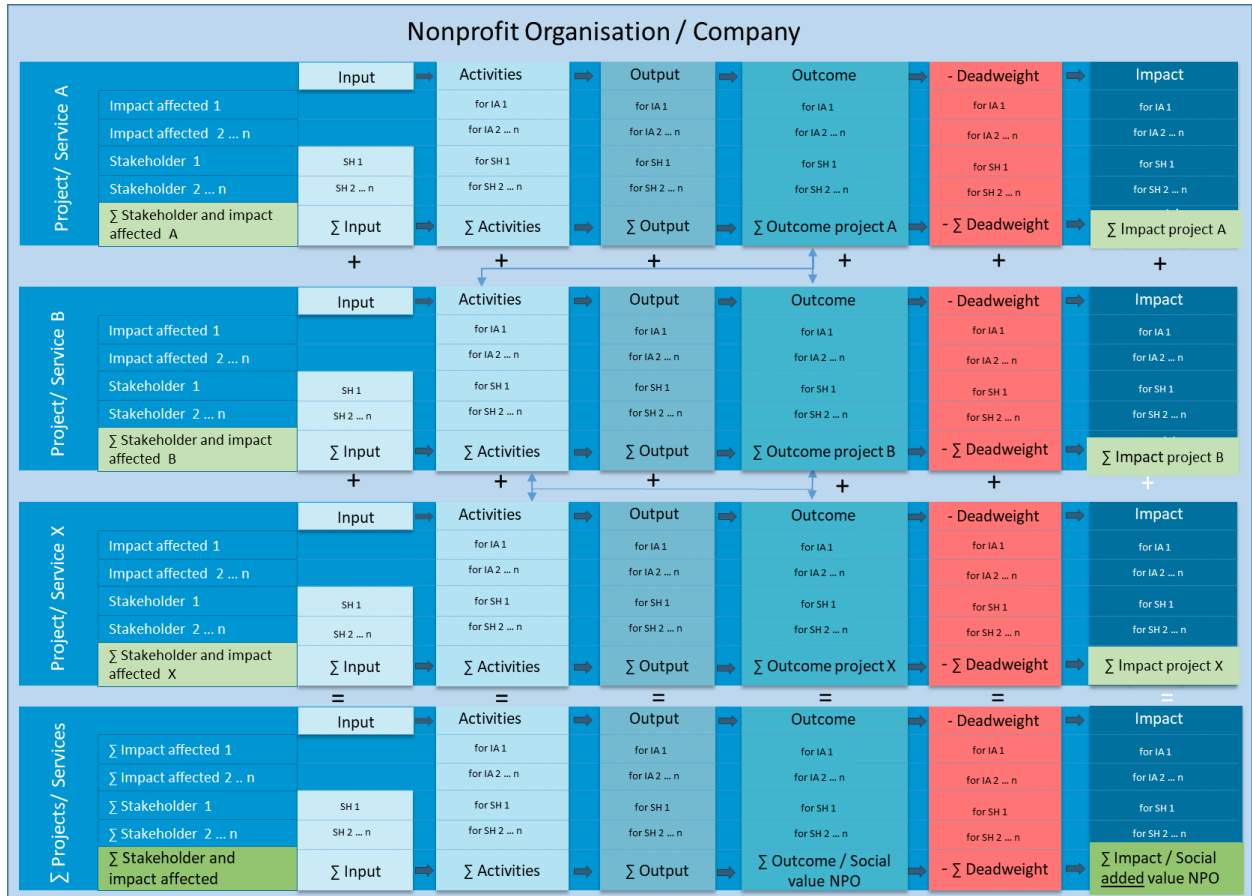 Nonprofit Organisation / Company
Project/ Service A
Input
Activities
Output
Outcome
- Deadweight
Impact
Impact affected 1
for IA 1
for IA 1
for IA 1
for IA 1
for IA 1
Impact affected 2 ... n
for IA 2 ... n
for IA 2 ... n
for IA 2 ... n
for IA 2 ... n
for IA 2 ... n
Stakeholder 1
SH 1
for SH 1
for SH 1
for SH 1
for SH 1
for SH 1
Stakeholder 2 ... n
SH 2 ... n
for SH 2 ... n
for SH 2 ... n
for SH 2 ... n
for SH 2 ... n
for SH 2 ... n
∑ Stakeholder and impact
affected A
∑ Input
∑ Activities
∑ Output
∑ Outcome project A
- ∑ Deadweight
∑ Impact project A
+ + + + + +
Project/ Service B
Input
Activities
Output
Outcome
- Deadweight
Impact
Impact affected 1
for IA 1
for IA 1
for IA 1
for IA 1
for IA 1
Impact affected 2 ... n
for IA 2 ... n
for IA 2 ... n
for IA 2 ... n
for IA 2 ... n
for IA 2 ... n
Stakeholder 1
SH 1
for SH 1
for SH 1
for SH 1
for SH 1
for SH 1
Stakeholder 2 ... n
SH 2 ... n
for SH 2 ... n
for SH 2 ... n
for SH 2 ... n
for SH 2 ... n
for SH 2 ... n
∑ Stakeholder and impact
affected B
∑ Input
∑ Activities
∑ Output
∑ Outcome project B
- ∑ Deadweight
∑ Impact project B
+ + + + + +
Project/ Service X
Input
Activities
Output
Outcome
- Deadweight
Impact
Impact affected 1
for IA 1
for IA 1
for IA 1
for IA 1
for IA 1
Impact affected 2 ... n
for IA 2 ... n
for IA 2 ... n
for IA 2 ... n
for IA 2 ... n
for IA 2 ... n
Stakeholder 1
SH 1
for SH 1
for SH 1
for SH 1
for SH 1
for SH 1
Stakeholder 2 ... n
SH 2 ... n
for SH 2 ... n
for SH 2 ... n
for SH 2 ... n
for SH 2 ... n
for SH 2 ... n
∑ Stakeholder and impact
affected X
∑ Input
∑ Activities
∑ Output
∑ Outcome project X
- ∑ Deadweight
∑ Impact project X
= = = = = =
∑ Projects/ Services
Input
Activities
Output
Outcome
- Deadweight
Impact
∑ Impact affected 1
for IA 1
for IA 1
for IA 1
for IA 1
for IA 1
∑ Impact affected 2 .. n
for IA 2 ... n
for IA 2 ... n
for IA 2 ... n
for IA 2 ... n
for IA 2 ... n
∑ Stakeholder 1
SH 1
for SH 1
for SH 1
for SH 1
for SH 1
for SH 1
∑ Stakeholder 2 ... n
SH 2 ... n
for SH 2 ... n
for SH 2 ... n
for SH 2 ... n
for SH 2 ... n
for SH 2 ... n
∑ Stakeholder and
impact affected
∑ Input
∑ Activities
∑ Output
∑ Outcome / Social
value NPO
- ∑ Deadweight
∑ Impact / Social
added value NPO